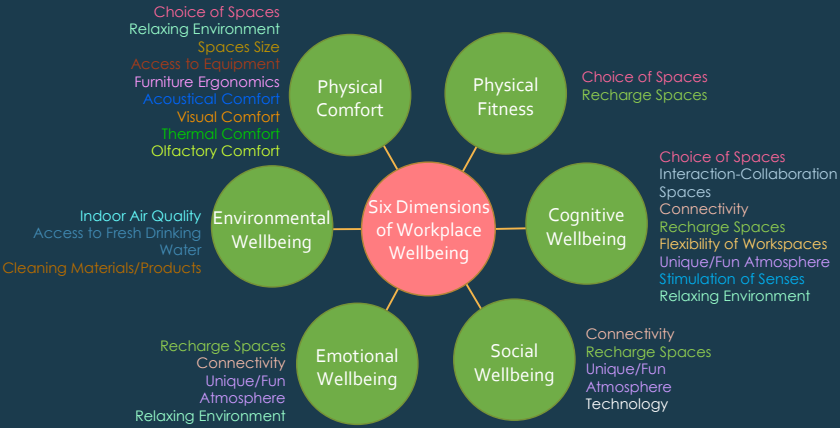 Choice of Spaces
Relaxing Environment
Spaces Size
Access to Equipment
Furniture Ergonomics
Acoustical Comfort
Visual Comfort
Thermal Comfort
Olfactory Comfort
Physical
Comfort
Physical
Fitness
Choice of Spaces
Recharge Spaces
Indoor Air Quality
Access to Fresh Drinking
Water
Cleaning Materials/Products
Environmental
Wellbeing
Six Dimensions
of Workplace
Wellbeing
Cognitive
Wellbeing
Choice of Spaces
Interaction-Collaboration
Spaces
Connectivity
Recharge Spaces
Flexibility of Workspaces
Unique/Fun Atmosphere
Stimulation of Senses
Relaxing Environment
Recharge Spaces
Connectivity
Unique/Fun
Atmosphere
Relaxing Environment
Emotional
Wellbeing
Social
Wellbeing
Connectivity
Recharge Spaces
Unique/Fun
Atmosphere
Technology